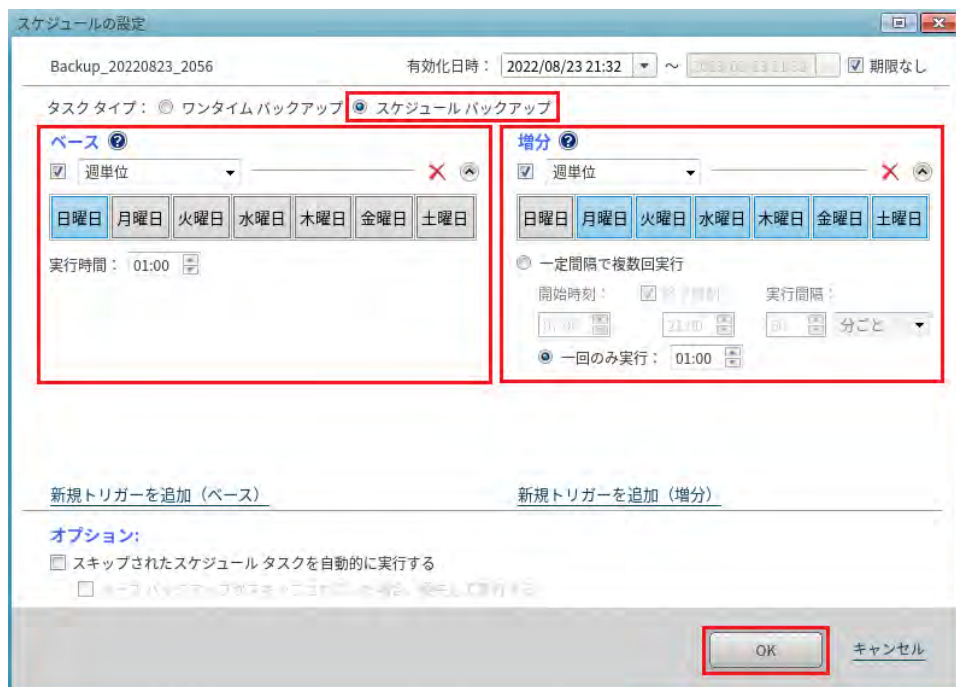 スケジュールの設定
Backup_20220823_2056 有効化日時： 2022/08/23 21:32 ～ 期限なし
タスク タイプ： ワンタイム バックアップ スケジュール バックアップ
ベース
週単位
日曜日 月曜日 火曜日 水曜日 木曜日 金曜日 土曜日
実行時間： 01:00
増分
週単位
日曜日 月曜日 火曜日 水曜日 木曜日 金曜日 土曜日
一定間隔で複数回実行
開始時刻： 実行間隔：
分ごと
一回のみ実行： 01:00
新規トリガーを追加（ベース） 新規トリガーを追加（増分）
オプション:
スキップされたスケジュール タスクを自動的に実行する
OK キャンセル